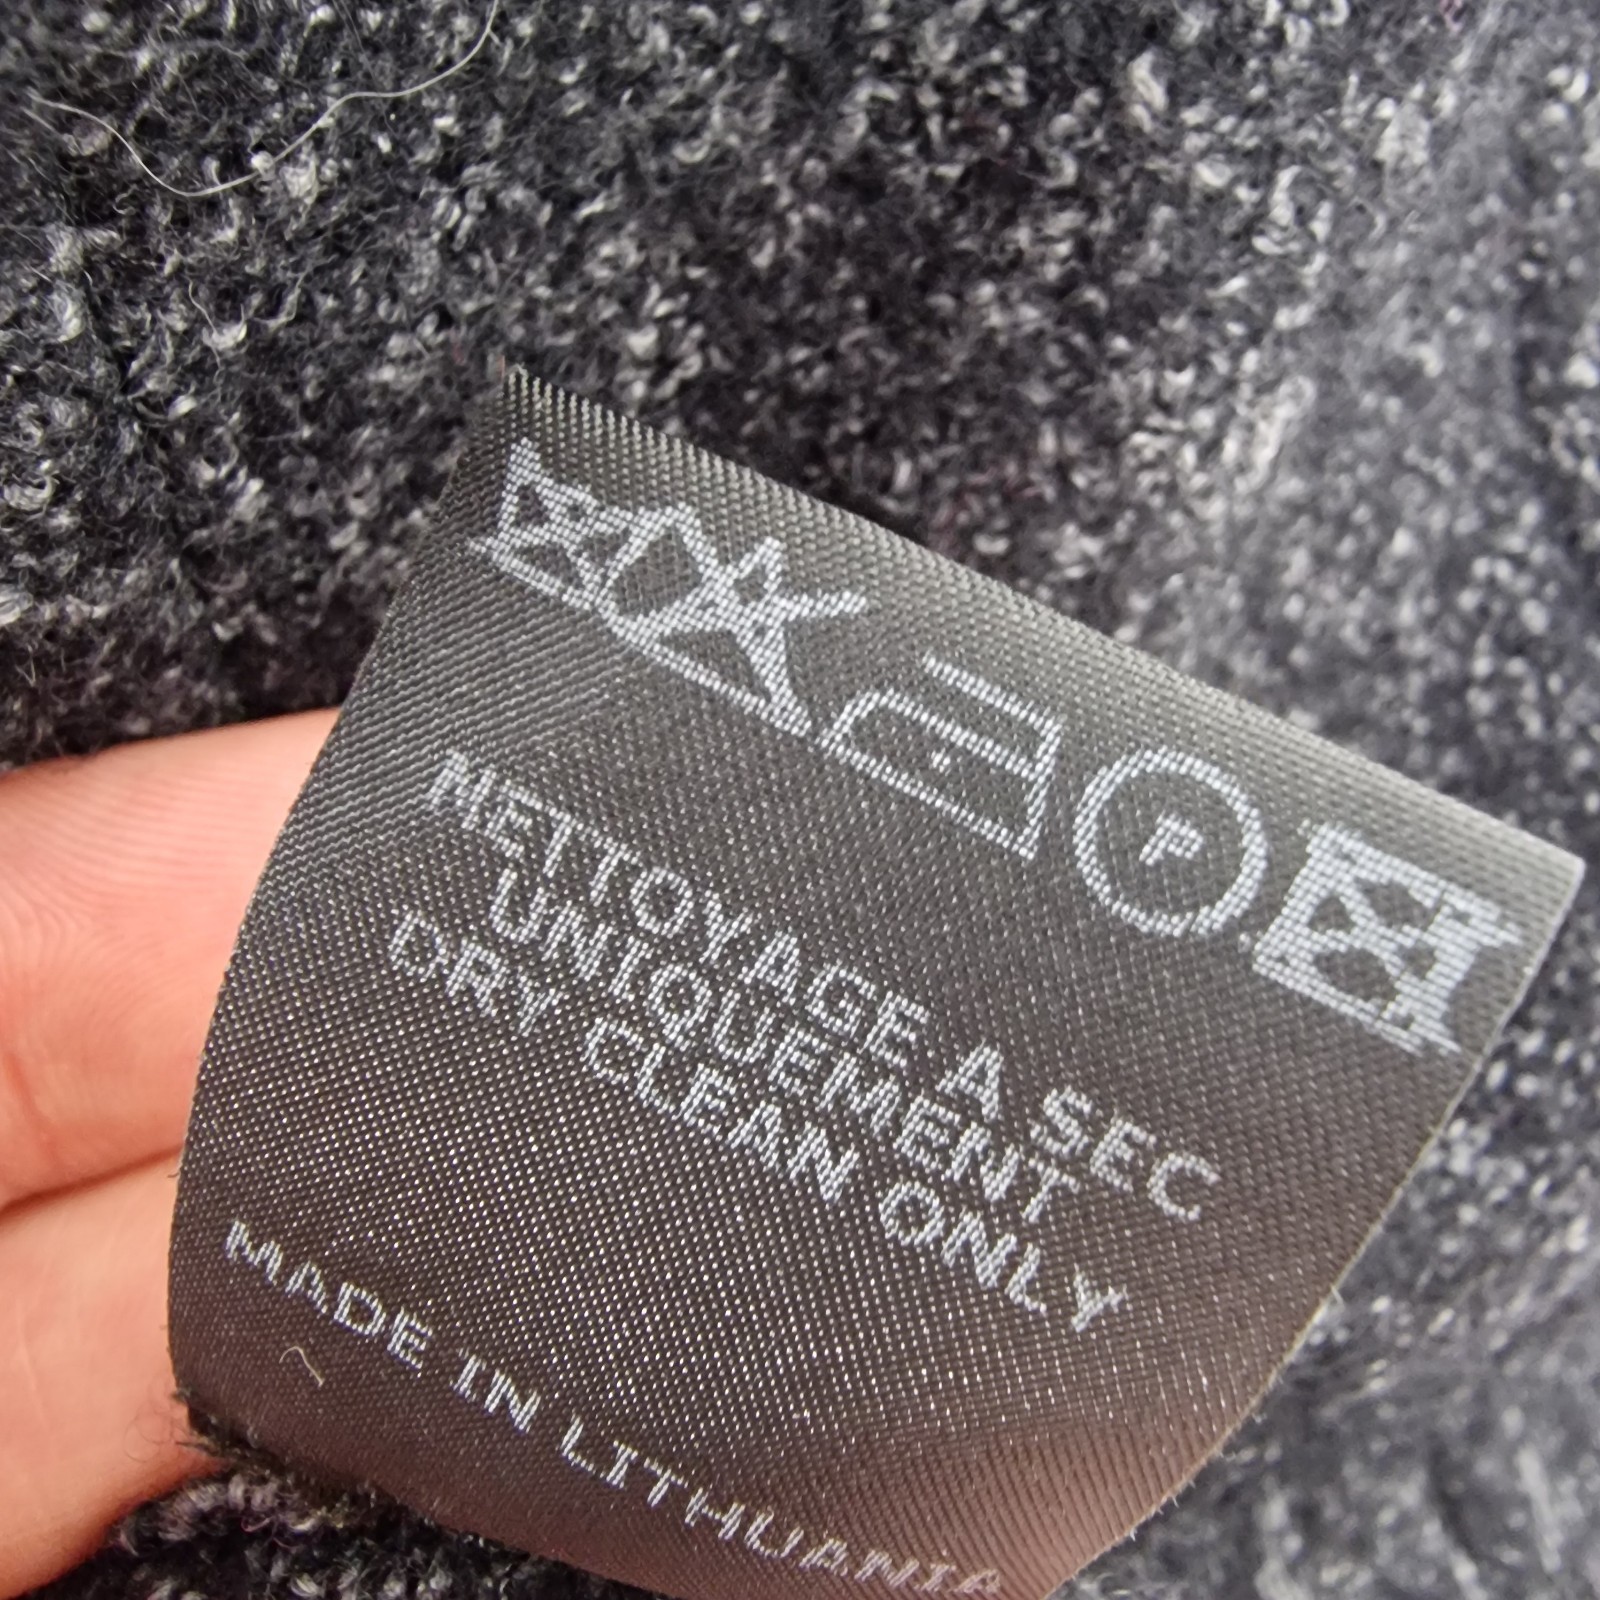 P
NETTOYAGE A SEC
UNIQUEMENT
DRY CLEAN ONLY
MADE IN LITHUANIA